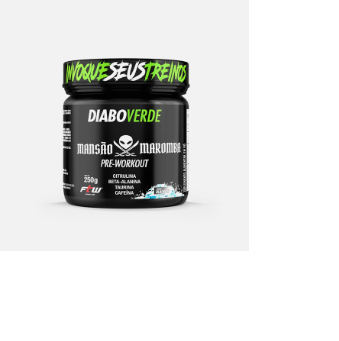 INVOQUESEUSTREINOS
DIABOVERDE
MANSÃO MAROMBA
PRE-WORKOUT
CITRULINA
BETA-ALANINA
TAURINA
CAFEÍNA
250g
FTW